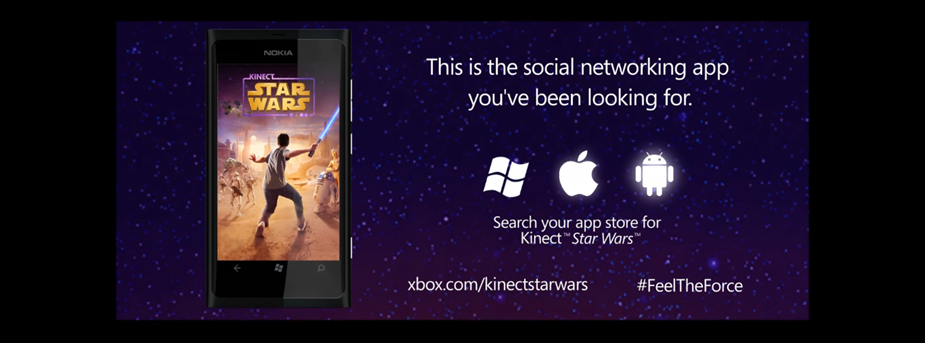 NOKIA
KINECT
STAR
WARS
This is the social networking app
you've been looking for.
Search your app store for
Kinect™ Star Wars™
xbox.com/kinectstarwars
#FeelTheForce